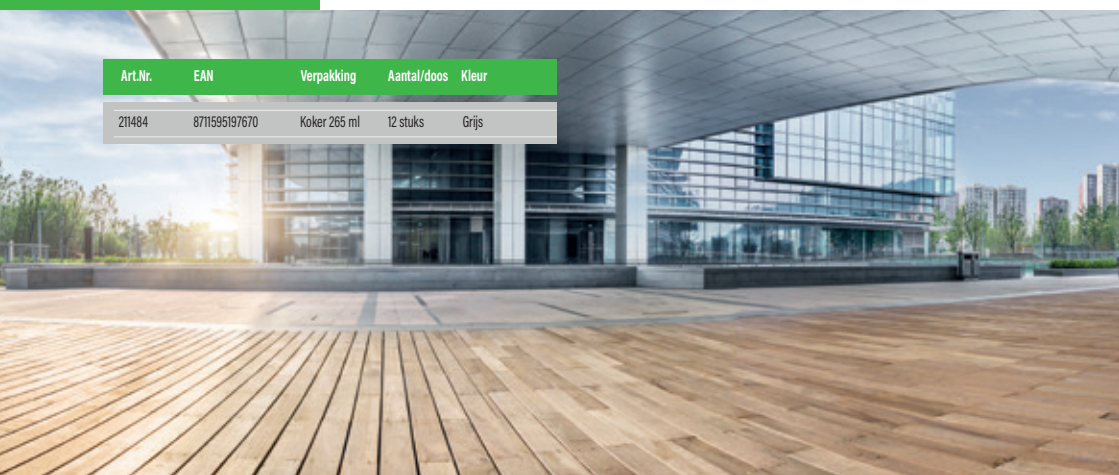 Art.Nr. EAN Verpakking Aantal/doos Kleur
211484 8711595197670 Koker 265 ml 12 stuks Grijs